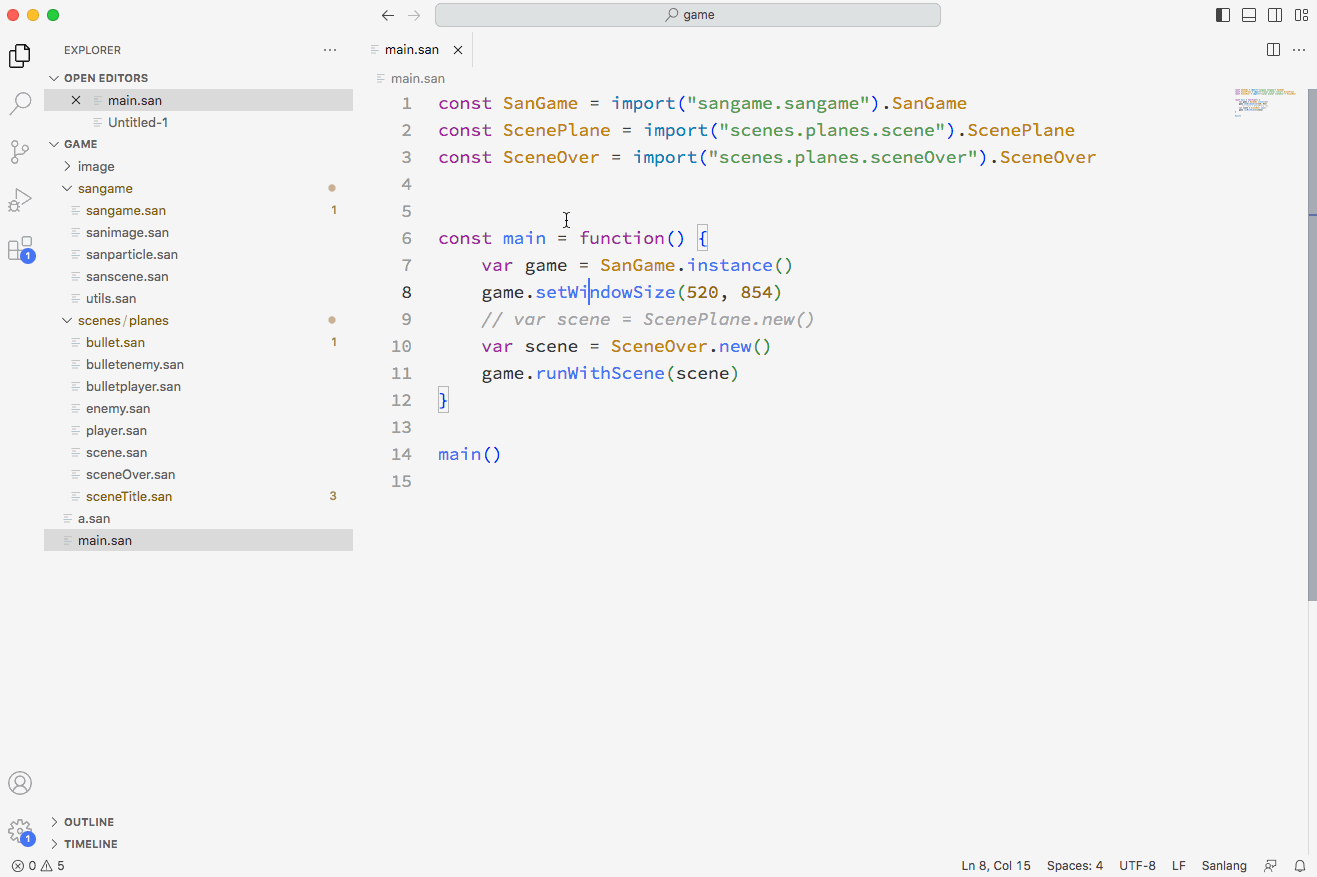 game
EXPLORER
OPEN EDITORS
main.san
Untitled-1
GAME
image
sangame
sangame.san 1
sanimage.san
sanparticle.san
sanscene.san
utils.san
scenes/planes
bullet.san 1
bulletenemy.san
bulletplayer.san
enemy.san
player.san
scene.san
sceneOver.san
sceneTitle.san 3
a.san
main.san
OUTLINE
TIMELINE
1
1
main.san
main.san
1 const SanGame = import("sangame.sangame").SanGame
2 const ScenePlane = import("scenes.planes.scene").ScenePlane
3 const SceneOver = import("scenes.planes.sceneOver").SceneOver
4
5
6 const main = function() {
7 var game = SanGame.instance()
8 game.setWindowSize(520, 854)
9 // var scene = ScenePlane.new()
10 var scene = SceneOver.new()
11 game.runWithScene(scene)
12 }
13
14 main()
15
0 5 Ln 8, Col 15 Spaces: 4 UTF-8 LF Sanlang